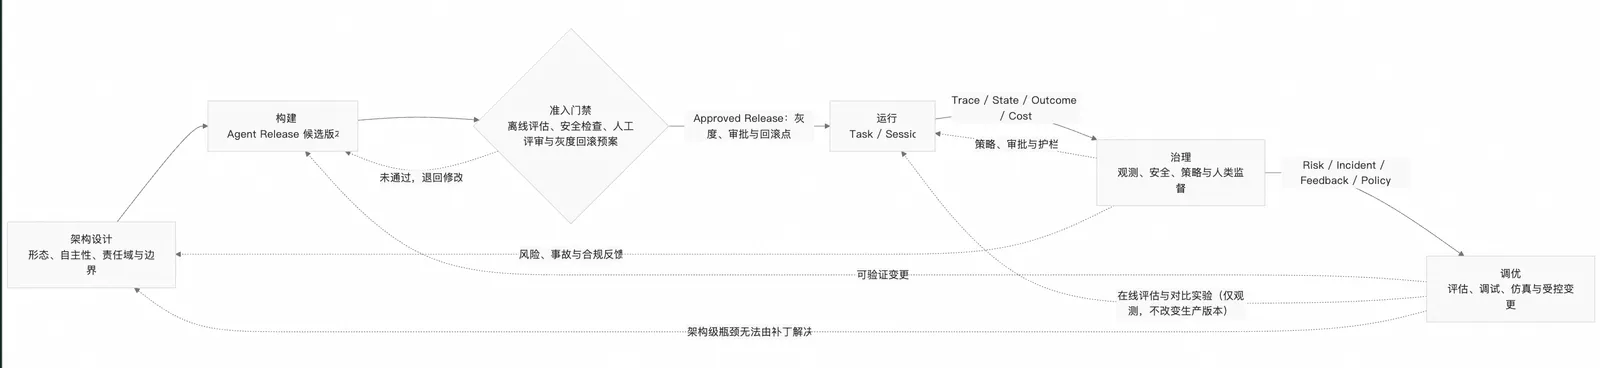 构建
Agent Release 候选版2
准入门禁
离线评估、安全检查、人工
评审与灰度回滚预案
未通过，退回修改
Approved Release：灰
度、审批与回滚点
运行
Task / Sessic
Trace / State / Outcome
/ Cost
策略、审批与护栏
治理
观测、安全、策略与人类监
督
Risk / Incident /
Feedback / Policy
架构设计
形态、自主性、责任域与边
界
风险、事故与合规反馈
可验证变更
在线评估与对比实验（仅观
测，不改变生产版本）
架构级瓶颈无法由补丁解决
调优
评估、调试、仿真与受控变
更